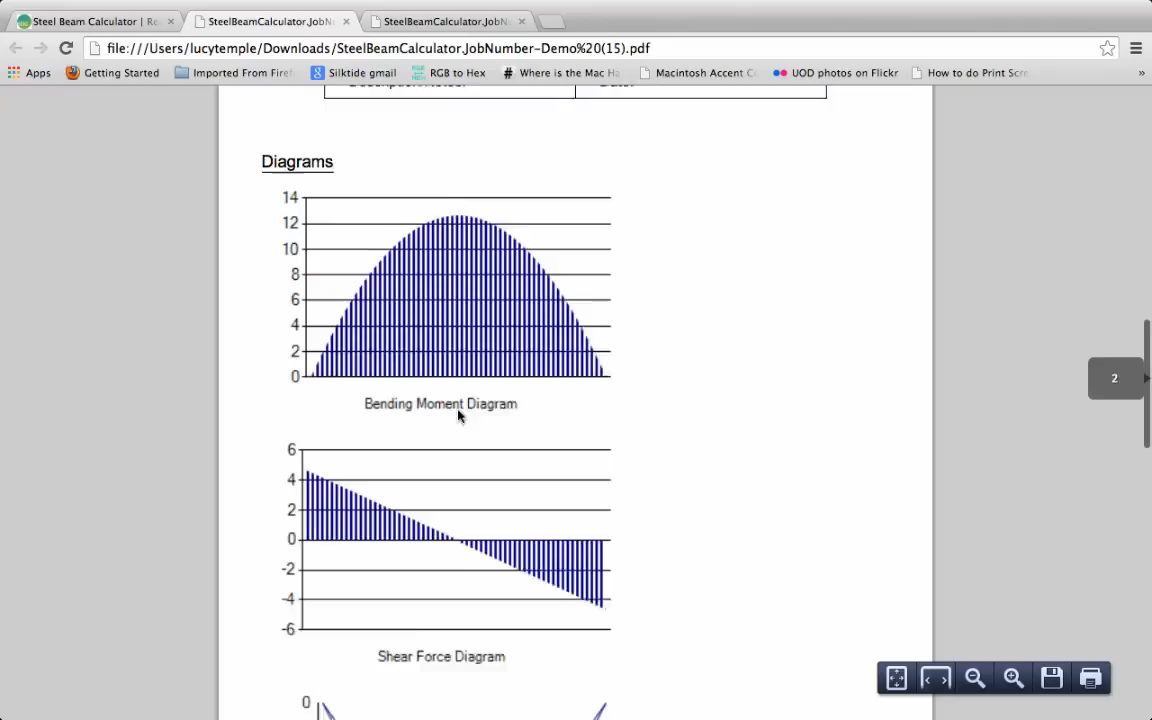 Steel Beam Calculator | Re
SteelBeamCalculator.JobN
SteelBeamCalculator.JobN
file:///Users/lucytemple/Downloads/SteelBeamCalculator.JobNumber-Demo%20(15).pdf
Apps
Getting Started
Imported From Firef
Silktide gmail
RGB to Hex
Where is the Mac Ha
Macintosh Accent Co
UOD photos on Flickr
How to do Print Scre
»
Diagrams
14
12
10
8
6
4
2
0
Bending Moment Diagram
6
4
2
0
-2
-4
-6
Shear Force Diagram
0
2